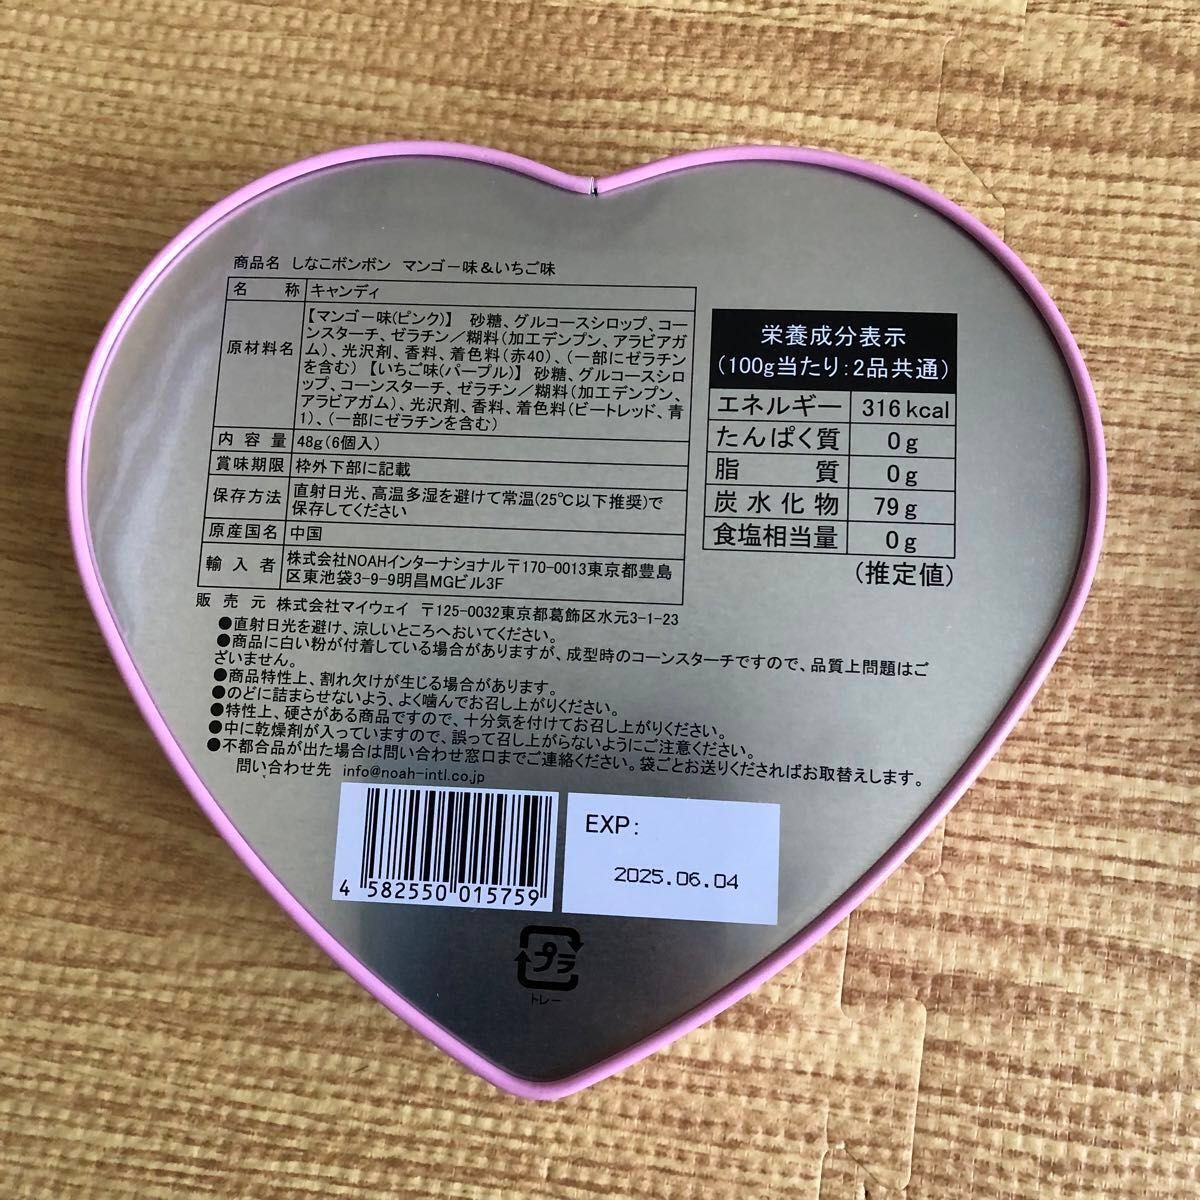 商品名 しなこボンボン マンゴー味&いちご味
名 称 キャンディ
原材料名
【マンゴー味(ピンク)】 砂糖、グルコースシロップ、コー
ンスターチ、ゼラチン／糊料(加工デンプン、アラビアガ
ム)、光沢剤、香料、着色料(赤40)、(一部にゼラチン
を含む)【いちご味(パープル)】 砂糖、グルコースシロ
ップ、コーンスターチ、ゼラチン／糊料(加工デンプン、
アラビアガム)、光沢剤、香料、着色料(ビートレッド、青
1)、(一部にゼラチンを含む)
内 容 量 48g(6個入)
賞味期限 枠外下部に記載
保存方法 直射日光、高温多湿を避けて常温(25℃以下推奨)で
保存してください
原産国名 中国
輸 入 者 株式会社NOAHインターナショナル〒170-0013東京都豊島
区東池袋3-9-9明昌MGビル3F
販 売 元 株式会社マイウェイ 〒125-0032東京都葛飾区水元3-1-23
栄養成分表示
(100g当たり:2品共通)
エネルギー 316kcal
たんぱく質 0g
脂 質 0g
炭水化物 79g
食塩相当量 0g
(推定値)
●直射日光を避け、涼しいところへおいてください。
●商品に白い粉が付着している場合がありますが、成型時のコーンスターチですので、品質上問題はご
ざいません。
●商品特性上、割れ欠けが生じる場合があります。
●のどに詰まらせないよう、よく噛んでお召し上がりください。
●特性上、硬さがある商品ですので、十分気を付けてお召し上がりください。
●中に乾燥剤が入っていますので、誤って召し上がらないようにご注意ください。
●不都合品が出た場合は問い合わせ窓口までご連絡ください。袋ごとお送りくださればお取替えします。
問い合わせ先 info@noah-intl.co.jp
4 582550 015759
EXP:
2025.06.04
プラ
トレー